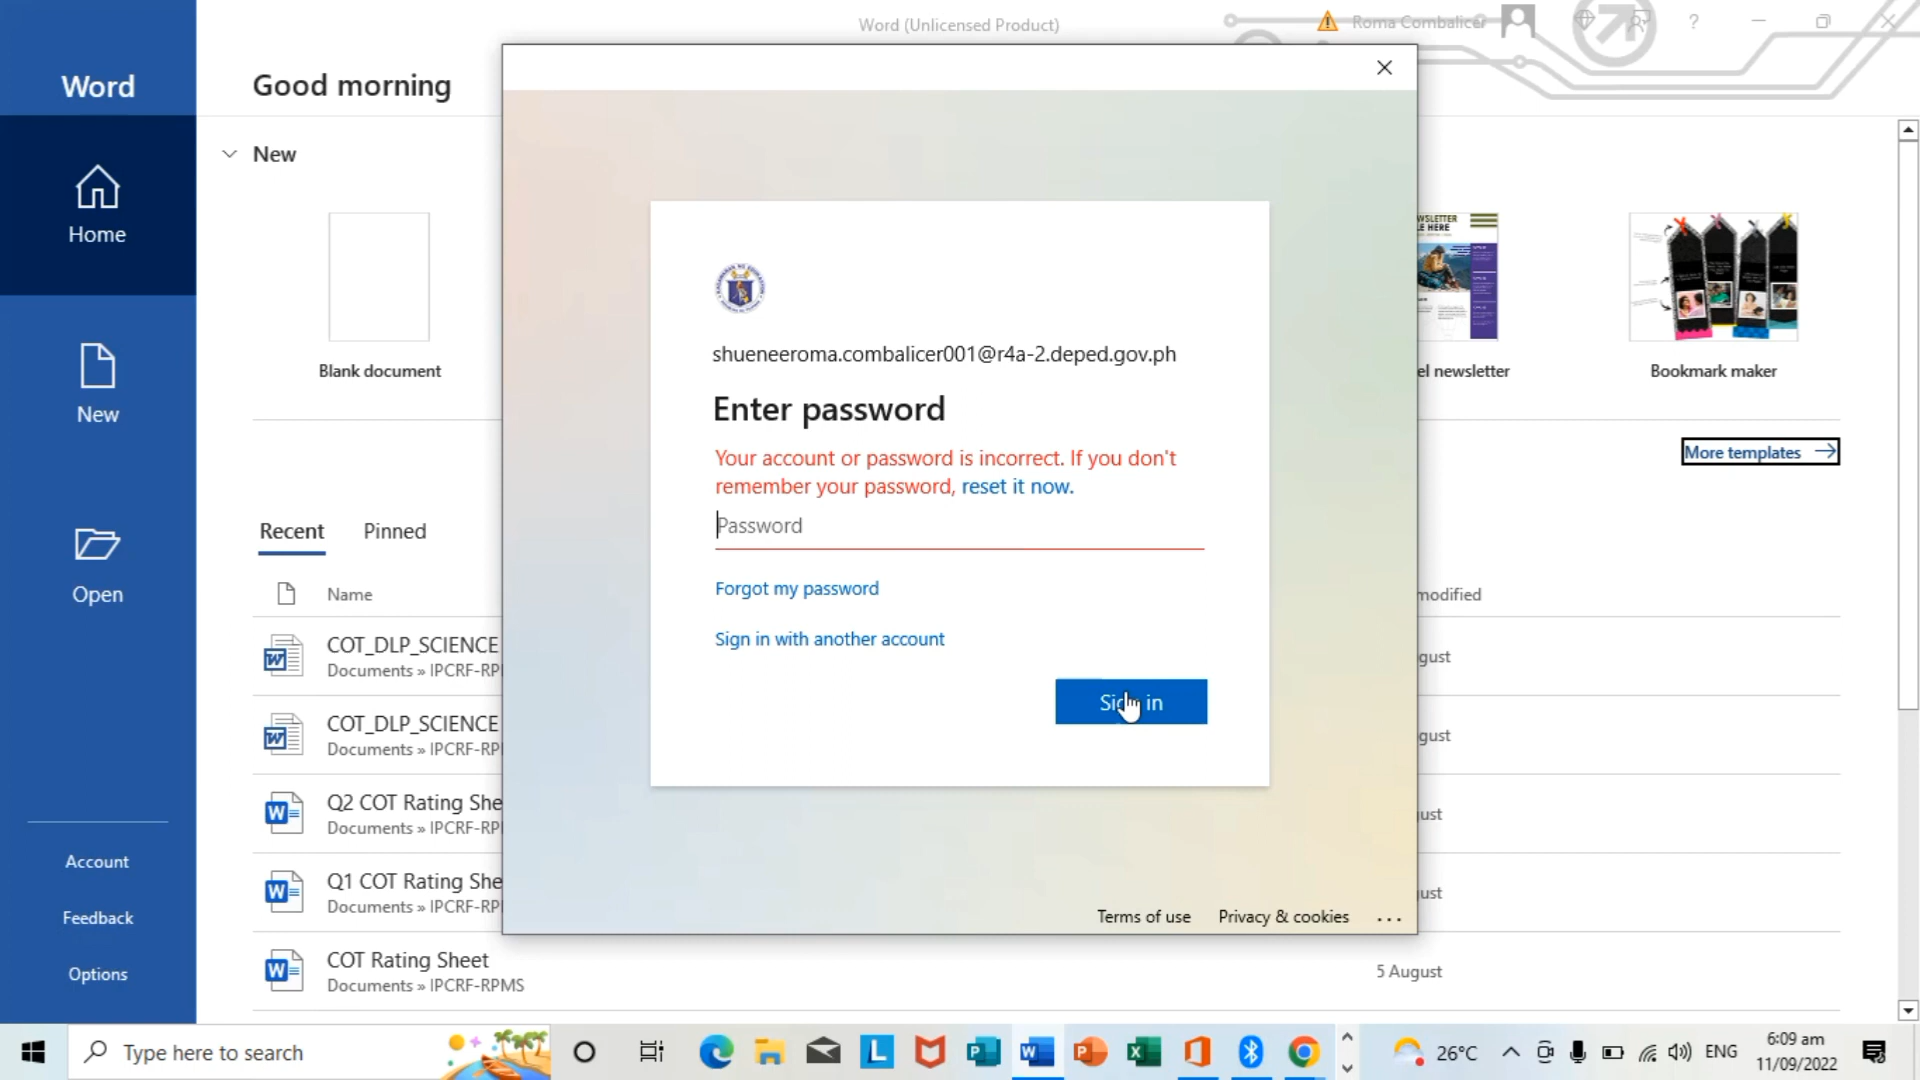 Word (Unlicensed Product)
Roma Combalicer
?
Word
Good morning
New
Home
New
Open
Account
Feedback
Options
Blank document
el newsletter
Bookmark maker
More templates
Recent
Pinned
Name
modified
COT_DLP_SCIENCE
Documents » IPCRF-RP
gust
COT_DLP_SCIENCE
Documents » IPCRF-RP
gust
Q2 COT Rating She
Documents » IPCRF-RP
ust
Q1 COT Rating She
Documents » IPCRF-RP
ust
COT Rating Sheet
Documents » IPCRF-RPMS
5 August
shueneeroma.combalicer001@r4a-2.deped.gov.ph
Enter password
Your account or password is incorrect. If you don't
remember your password, reset it now.
Password
Forgot my password
Sign in with another account
Sign in
Terms of use
Privacy & cookies
...
Type here to search
26°C
ENG
6:09 am
11/09/2022